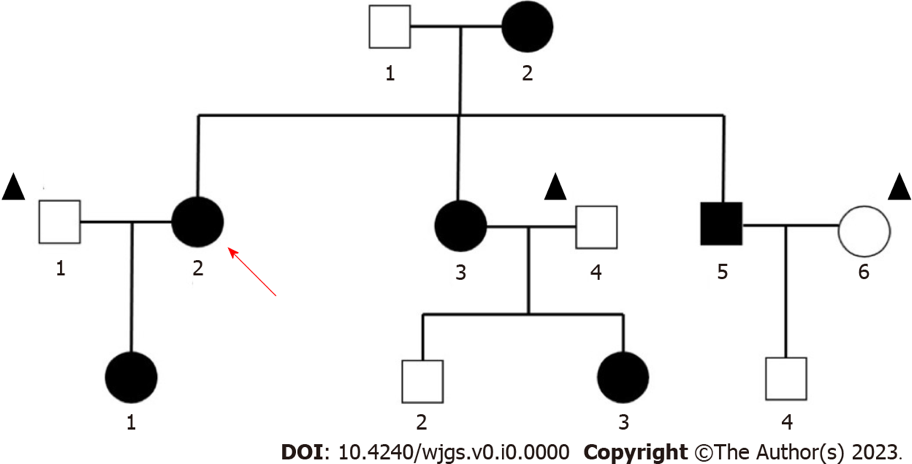 1 2
1 2 3 4 5 6
1 2 3 4
DOI: 10.4240/wjgs.v0.i0.0000 Copyright ©The Author(s) 2023.